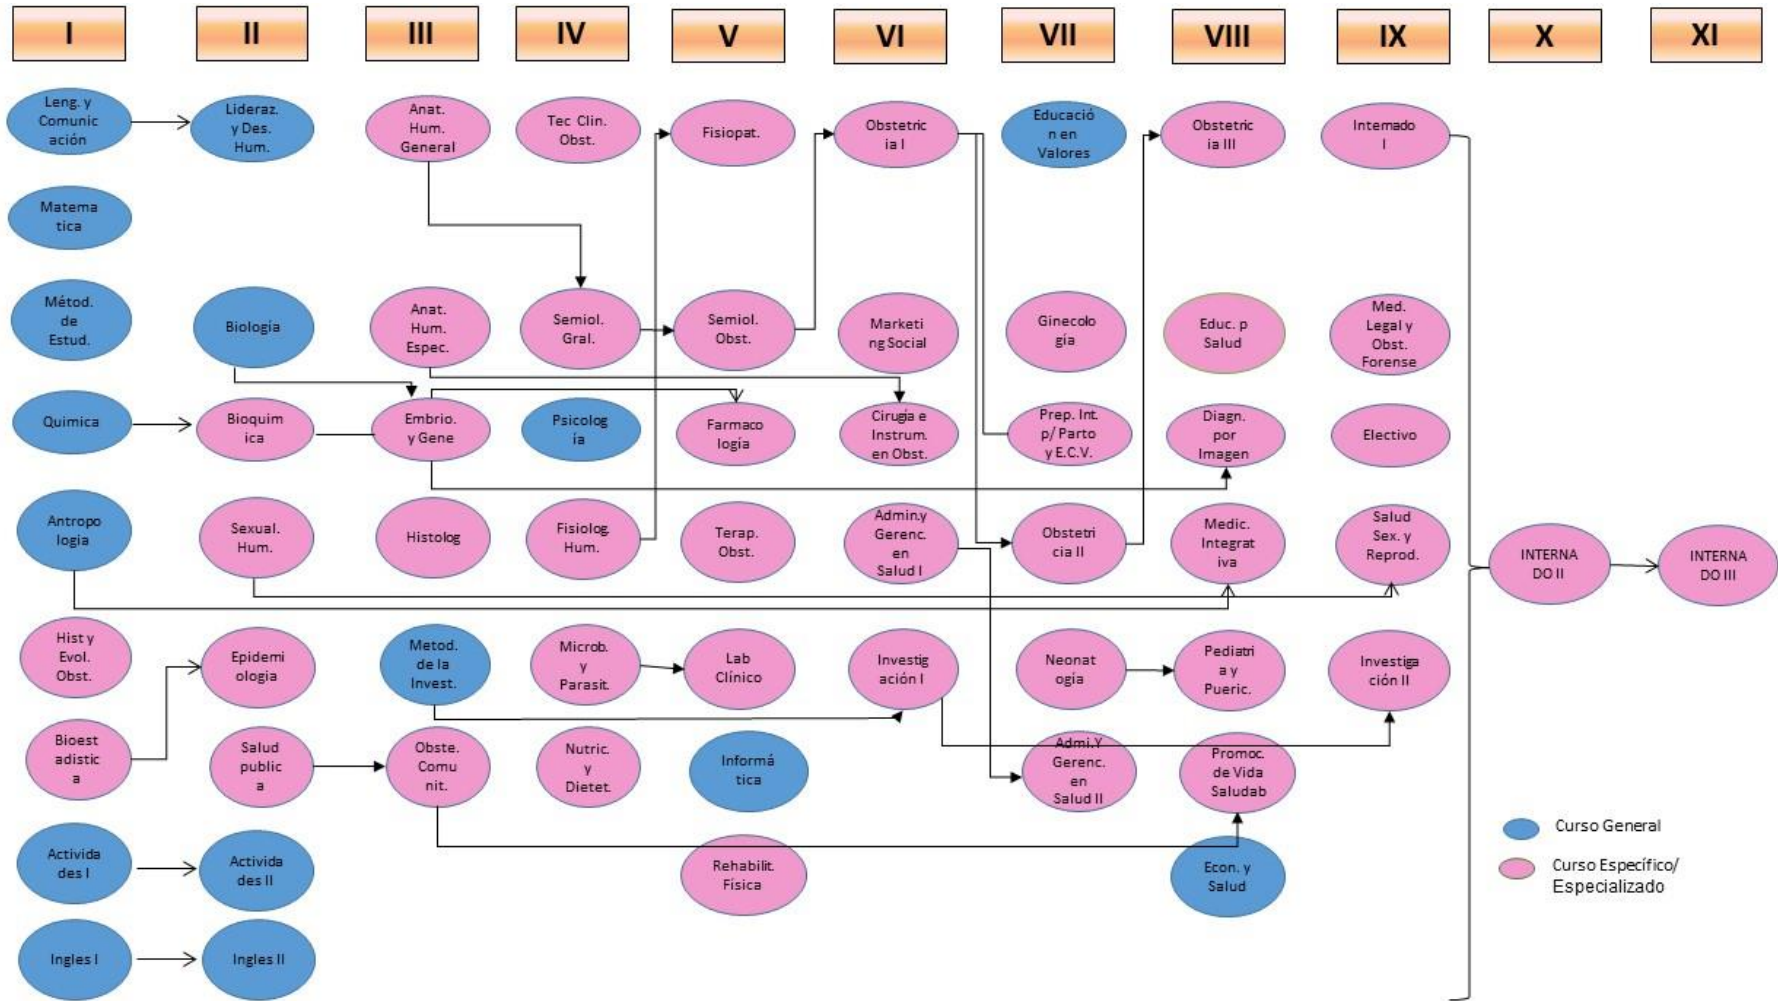 I
II
III
IV
V
VI
VII
VIII
IX
X
XI
Leng. y
Comunic
ación
Lideraz.
y Des.
Hum.
Anat.
Hum.
General
Tec Clin.
Obst.
Fisiopat.
Obstetric
ia I
Educació
n en
Valores
Obstetric
ia III
Internado
I
Matema
tica
Métod.
de
Estud.
Biología
Anat.
Hum.
Espec.
Semiol.
Gral.
Semiol.
Obst.
Marketi
ng Social
Ginecolo
gía
Educ. p
Salud
Med.
Legal y
Obst.
Forense
Quimica
Bioquim
ica
Embrio.
y Gene
Psicolog
ía
Farmaco
logía
Cirugía e
Instrum.
en Obst.
Prep. Int.
p/ Parto
y E.C.V.
Diagn.
por
Imagen
Electivo
Antropo
logia
Sexual.
Hum.
Histolog
Fisiolog.
Hum.
Terap.
Obst.
Admin.y
Gerenc.
en
Salud I
Obstetri
cia II
Medic.
Integrat
iva
Salud
Sex. y
Reprod.
INTERNA
DO II
INTERNA
DO III
Hist y
Evol.
Obst.
Epidemi
ologia
Metod.
de la
Invest.
Microb.
y
Parasit.
Lab
Clínico
Investig
ación I
Neonat
ogía
Pediatri
a y
Pueric.
Investiga
ción II
Bioest
adistic
a
Salud
public
a
Obste.
Comu
nit.
Nutric.
y
Dietet.
Informá
tica
Admi.Y
Gerenc.
en
Salud II
Promoc.
de Vida
Saludab
Activida
des I
Activida
des II
Rehabilit.
Física
Econ. y
Salud
Curso General
Curso Específico/
Especializado
Ingles I
Ingles II